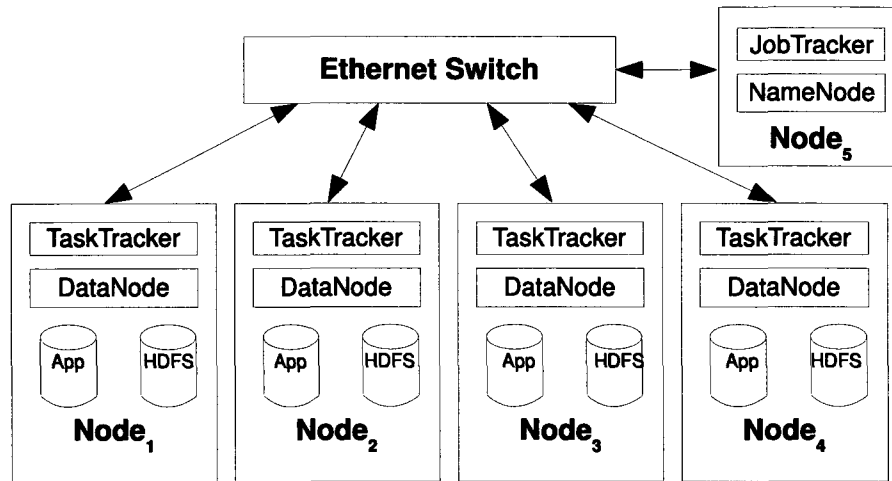 JobTracker
Ethernet Switch
NameNode
Node5
TaskTracker
TaskTracker
TaskTracker
TaskTracker
DataNode
DataNode
DataNode
DataNode
App
HDFS
App
HDFS
App
HDFS
App
HDFS
Node1
Node2
Node3
Node4